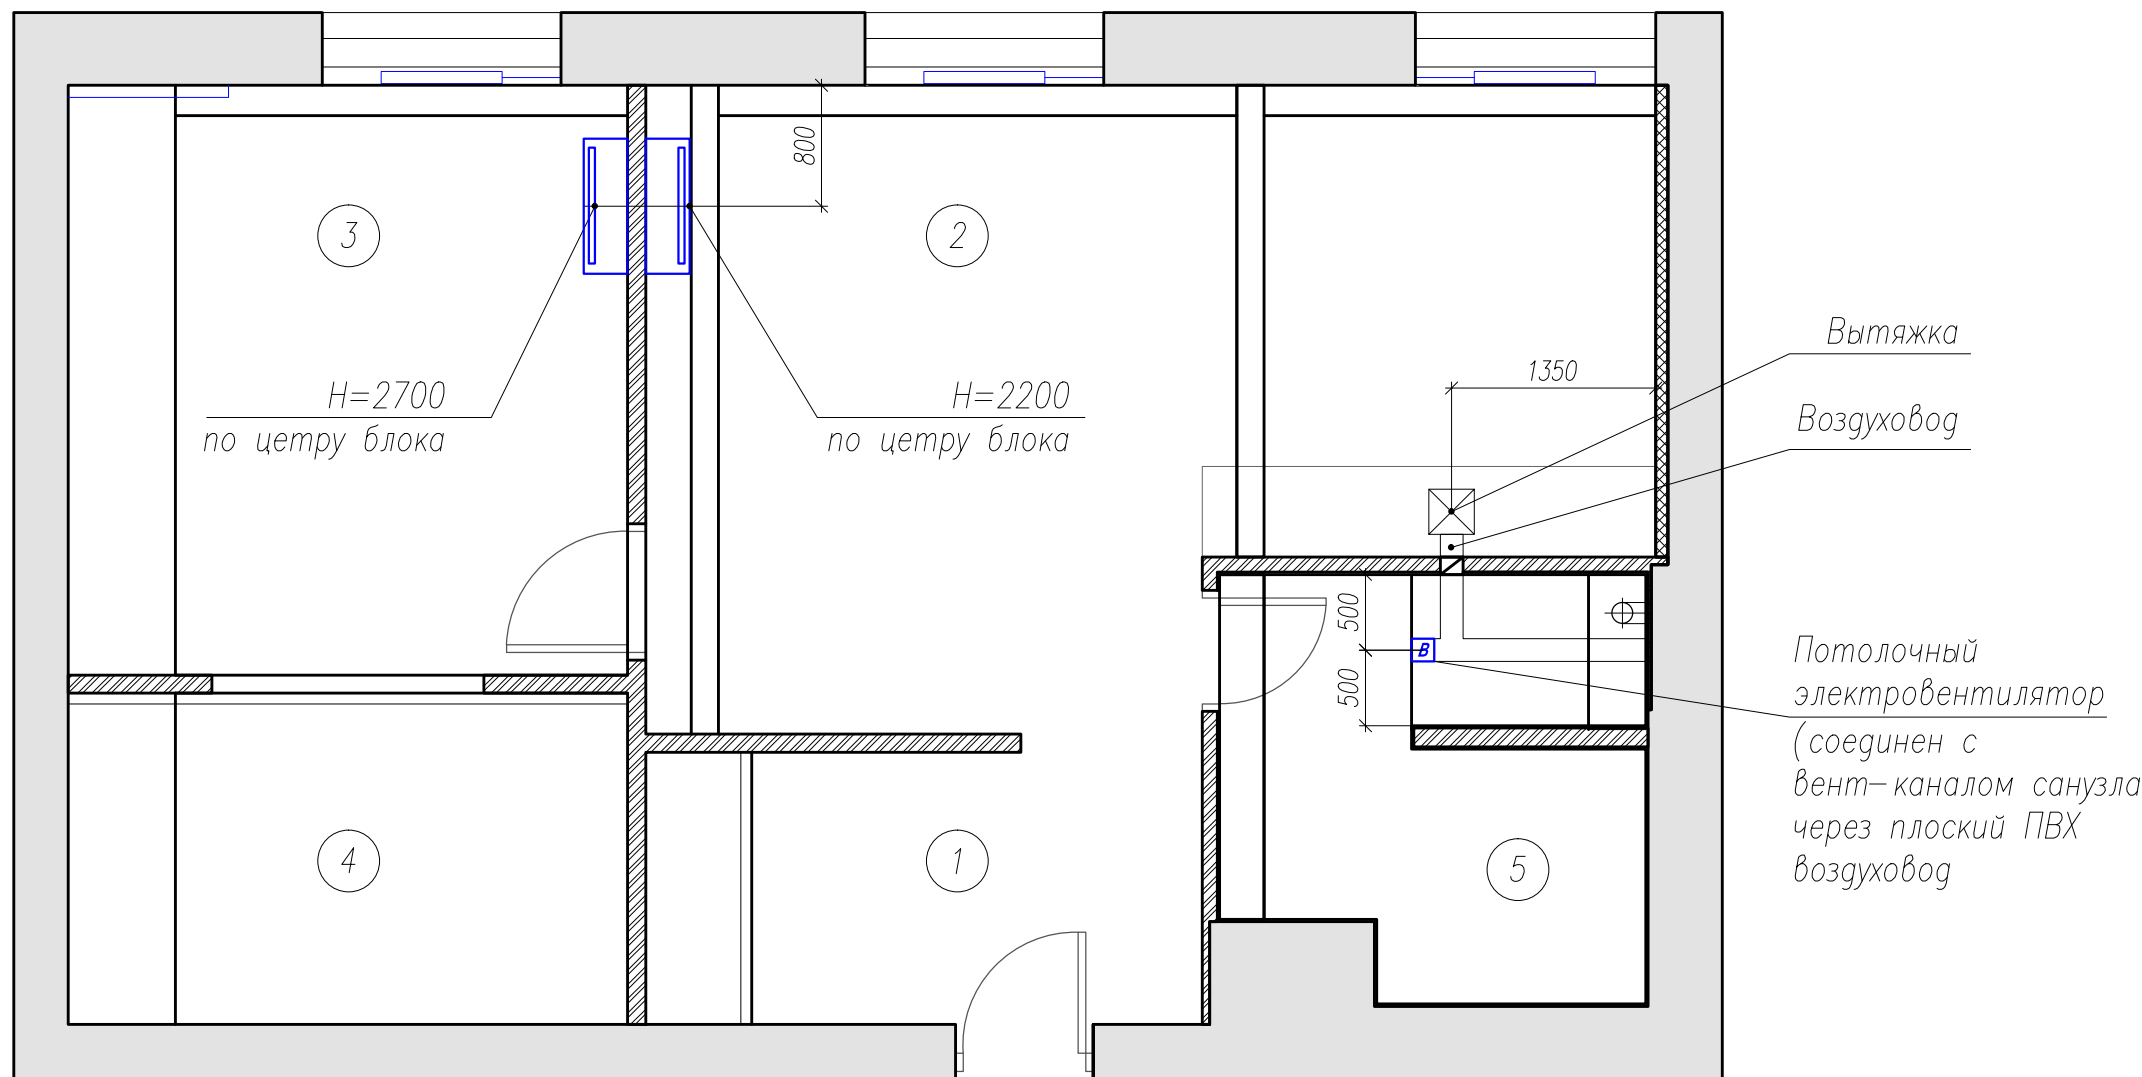 800
3
2
Вытяжка
1350
H=2700
по цетру блока
H=2200
по цетру блока
Воздуховод
500
В
500
Потолочный
электровентилятор
(соединен с
вент-каналом санузла
через плоский ПВХ
воздуховод
4
1
5